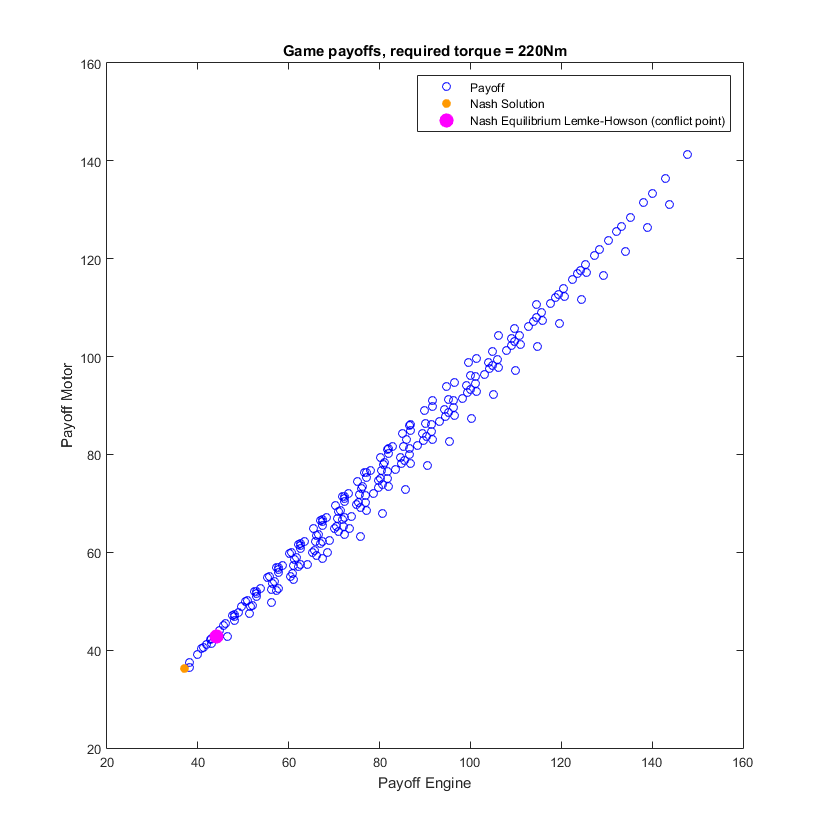 Game payoffs, required torque = 220Nm
Payoff
Nash Solution
Nash Equilibrium Lemke-Howson (conflict point)
160
140
120
100
80
60
40
20
Payoff Motor
20 40 60 80 100 120 140 160
Payoff Engine